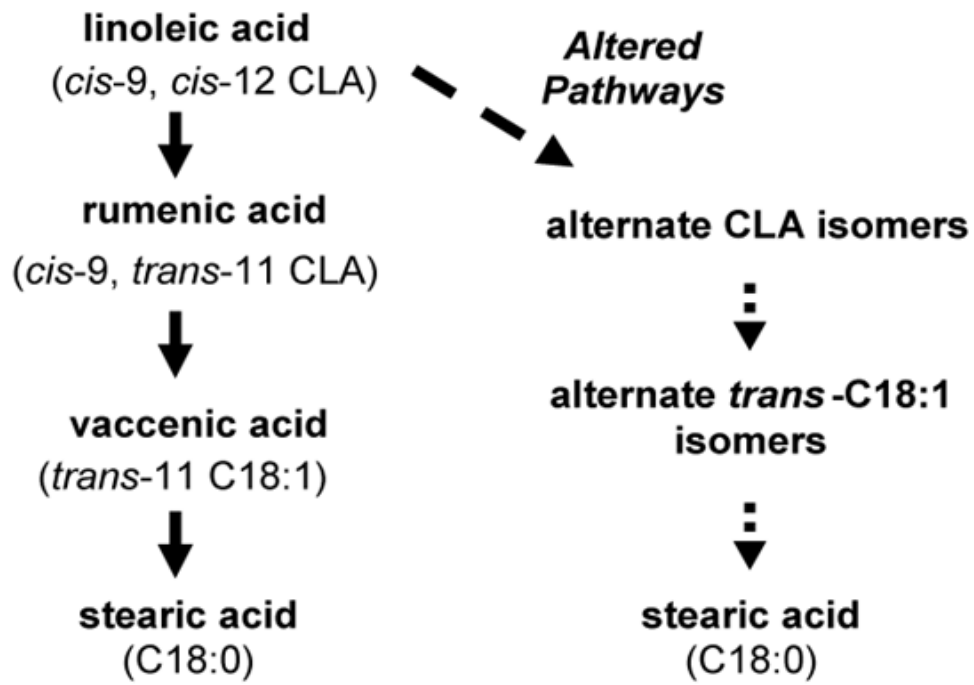 linoleic acid
(cis-9, cis-12 CLA)
rumenic acid
(cis-9, trans-11 CLA)
vaccenic acid
(trans-11 C18:1)
stearic acid
(C18:0)
Altered
Pathways
alternate CLA isomers
alternate trans-C18:1
isomers
stearic acid
(C18:0)